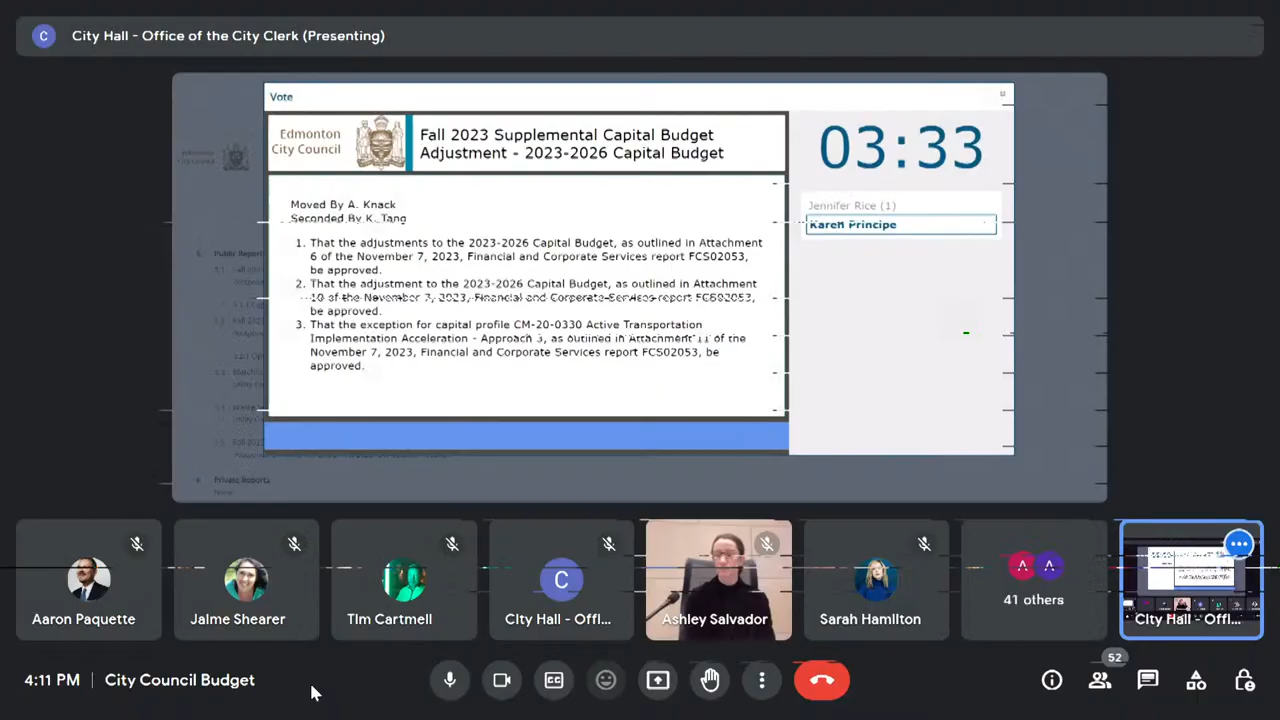 City Hall - Office of the City Clerk (Presenting)
C
Vote
Edmonton
City Council
Fall 2023 Supplemental Capital Budget
Adjustment - 2023-2026 Capital Budget
03:33
Jennifer Rice (1)
Karen Principe
Moved By A. Knack
Seconded By K. Tang
1. That the adjustments to the 2023-2026 Capital Budget, as outlined in Attachment
6 of the November 7, 2023, Financial and Corporate Services report FCS02053,
be approved.
2. That the adjustment to the 2023-2026 Capital Budget, as outlined in Attachment
10 of the November 7, 2023, Financial and Corporate Services report FCS02053,
be approved.
3. That the exception for capital profile CM-20-0330 Active Transportation
Implementation Acceleration - Approach 3, as outlined in Attachment 11 of the
November 7, 2023, Financial and Corporate Services report FCS02053, be
approved.
Public Reports
Private Reports
None
Aaron Paquette
Jaime Shearer
Tim Cartmell
C
City Hall - Offi...
Ashley Salvador
Sarah Hamilton
A A
41 others
City Hall - Offi...
4:11 PM | City Council Budget
52